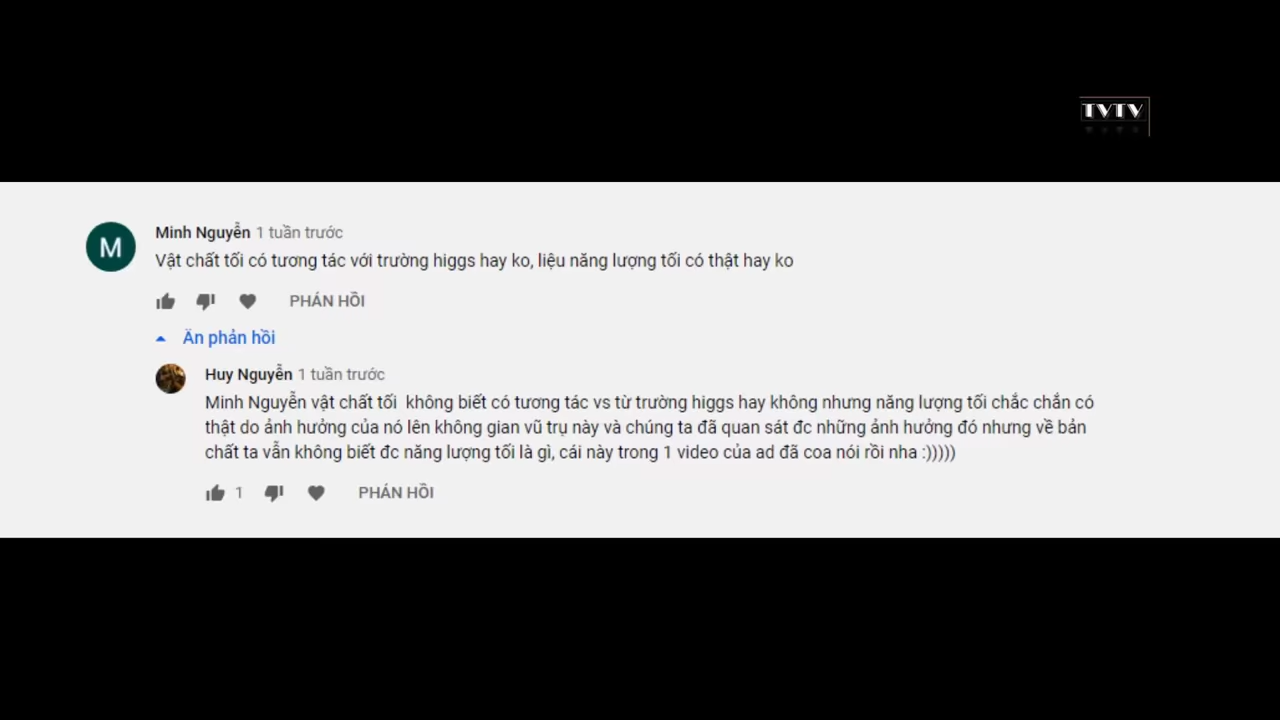 TVTV
Minh Nguyễn 1 tuần trước
Vật chất tối có tương tác với trường higgs hay ko, liệu năng lượng tối có thật hay ko
PHẢN HỒI
Ẩn phản hồi
Huy Nguyễn 1 tuần trước
Minh Nguyễn vật chất tối  không biết có tương tác vs từ trường higgs hay không nhưng năng lượng tối chắc chắn có
thật do ảnh hưởng của nó lên không gian vũ trụ này và chúng ta đã quan sát đc những ảnh hưởng đó nhưng về bản
chất ta vẫn không biết đc năng lượng tối là gì, cái này trong 1 video của ad đã coa nói rồi nha :)))))
1 PHẢN HỒI
M